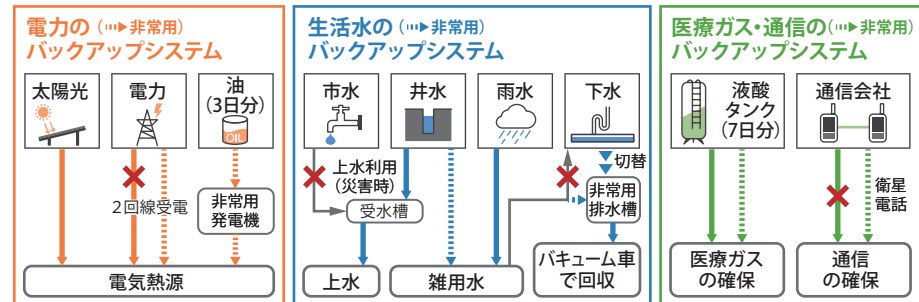 電力の(┅▶非常用)
バックアップシステム
太陽光
電力
油
(3日分)
OIL
2回線受電
非常用
発電機
電気熱源
生活水の(┅▶非常用)
バックアップシステム
市水
井水
雨水
下水
上水利用
(災害時)
切替
受水槽
非常用
排水槽
上水
雑用水
バキューム車
で回収
医療ガス・通信の(┅▶非常用)
バックアップシステム
液酸
タンク
(7日分)
通信会社
衛星
電話
医療ガス
の確保
通信
の確保